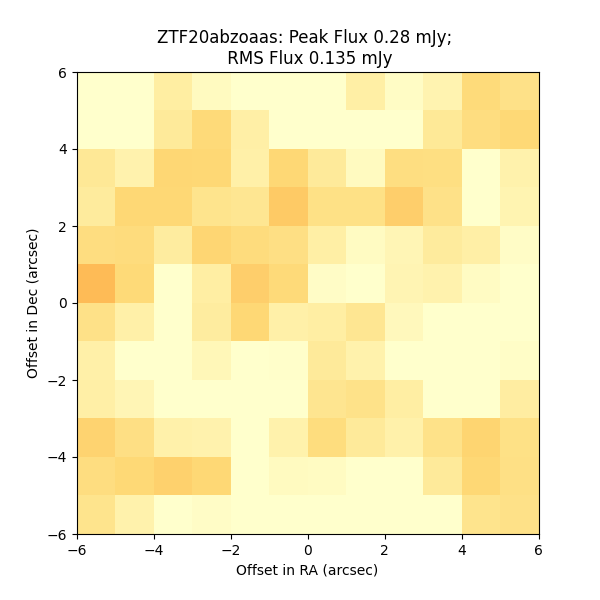 ZTF20abzoaas: Peak Flux 0.28 mJy;
RMS Flux 0.135 mJy
6
4
2
0
−2
−4
−6
Offset in Dec (arcsec)
−6 −4 −2 0 2 4 6
Offset in RA (arcsec)